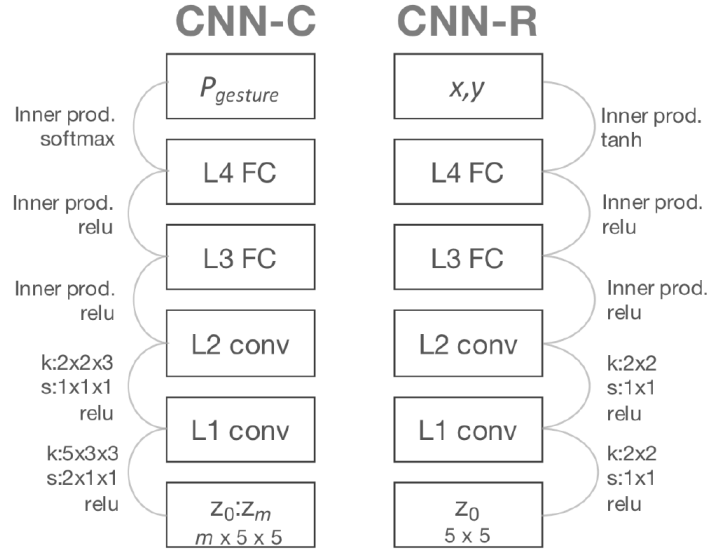 CNN-C
CNN-R
P_gesture
x,y
Inner prod.
softmax
Inner prod.
tanh
L4 FC
L4 FC
Inner prod.
relu
Inner prod.
relu
L3 FC
L3 FC
Inner prod.
relu
Inner prod.
relu
L2 conv
L2 conv
k:2x2x3
s:1x1x1
relu
k:2x2
s:1x1
relu
L1 conv
L1 conv
k:5x3x3
s:2x1x1
relu
k:2x2
s:1x1
relu
z₀:zₘ
m x 5 x 5
z₀
5 x 5